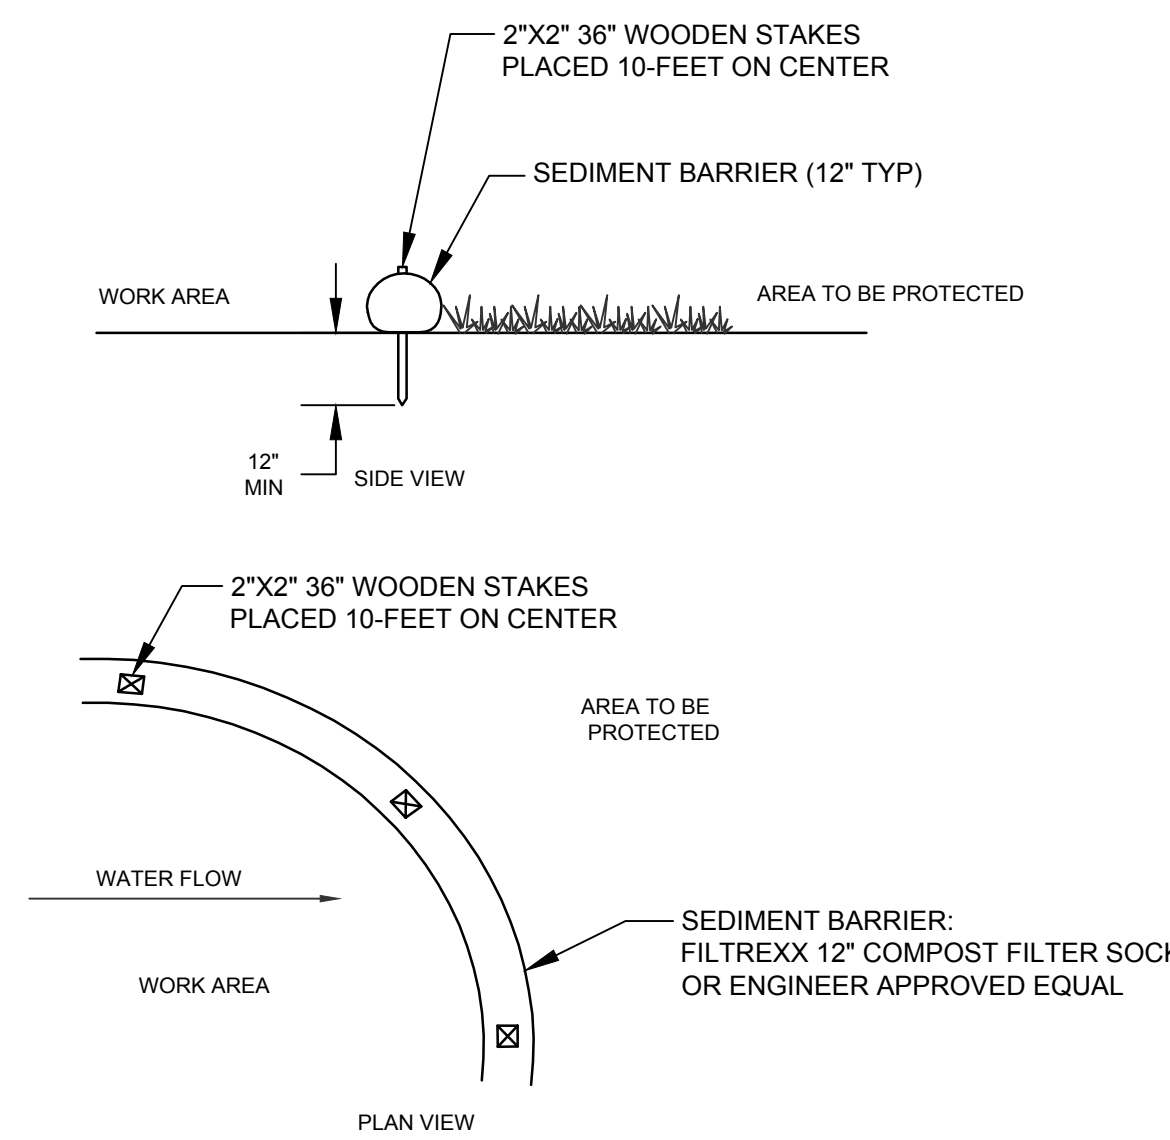 2"X2" 36" WOODEN STAKES
PLACED 10-FEET ON CENTER
SEDIMENT BARRIER (12" TYP)
WORK AREA
AREA TO BE PROTECTED
12"
MIN
SIDE VIEW
2"X2" 36" WOODEN STAKES
PLACED 10-FEET ON CENTER
AREA TO BE
PROTECTED
WATER FLOW
WORK AREA
SEDIMENT BARRIER:
FILTREXX 12" COMPOST FILTER SOCK
OR ENGINEER APPROVED EQUAL
PLAN VIEW